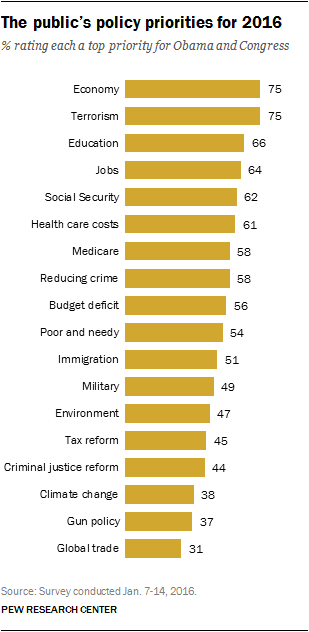 The public's policy priorities for 2016
% rating each a top priority for Obama and Congress
Economy 75
Terrorism 75
Education 66
Jobs 64
Social Security 62
Health care costs 61
Medicare 58
Reducing crime 58
Budget deficit 56
Poor and needy 54
Immigration 51
Military 49
Environment 47
Tax reform 45
Criminal justice reform 44
Climate change 38
Gun policy 37
Global trade 31
Source: Survey conducted Jan. 7-14, 2016.
PEW RESEARCH CENTER